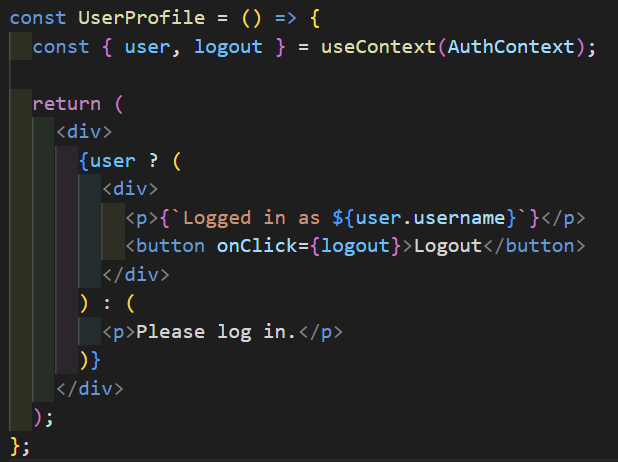 const UserProfile = () => {
  const { user, logout } = useContext(AuthContext);

  return (
    <div>
      {user ? (
        <div>
          <p>{`Logged in as ${user.username}`}</p>
          <button onClick={logout}>Logout</button>
        </div>
      ) : (
        <p>Please log in.</p>
      )}
    </div>
  );
};